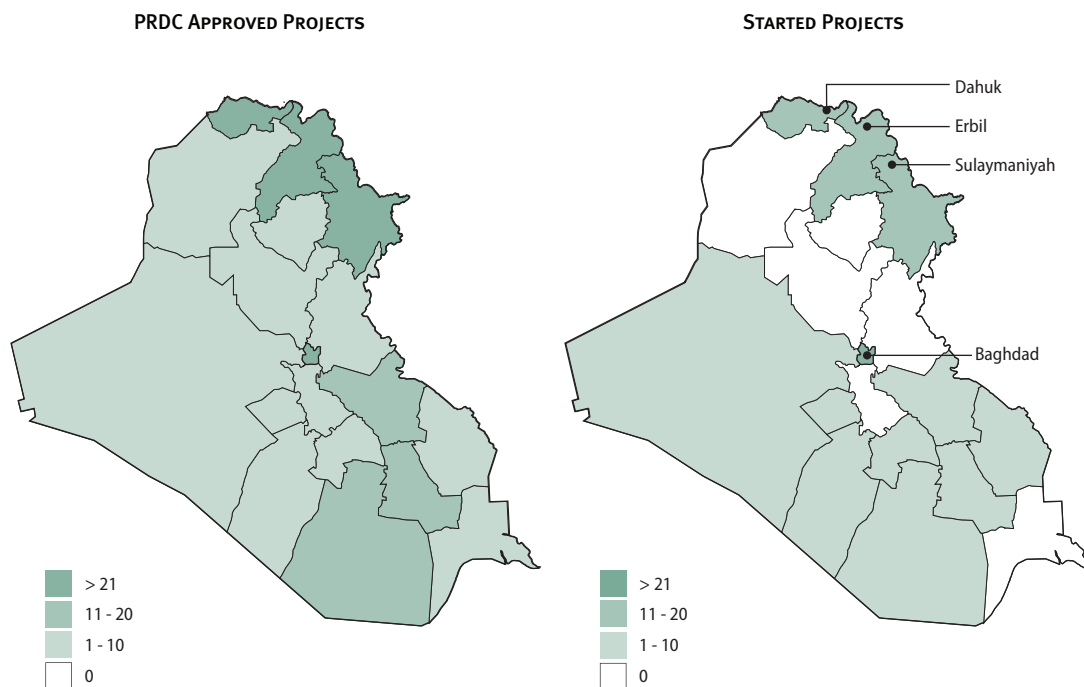 PRDC APPROVED PROJECTS
STARTED PROJECTS
Dahuk
Erbil
Sulaymaniyah
Baghdad
> 21
11 - 20
1 - 10
0
> 21
11 - 20
1 - 10
0